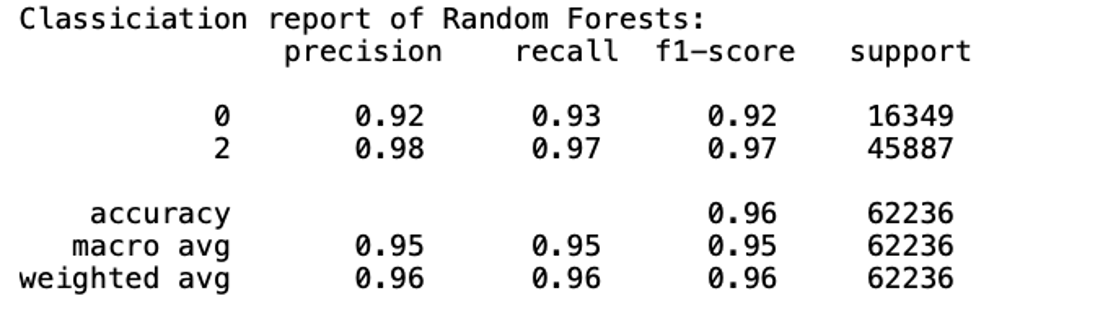 Classiciation report of Random Forests:
precision recall f1-score support
0 0.92 0.93 0.92 16349
2 0.98 0.97 0.97 45887
accuracy 0.96 62236
macro avg 0.95 0.95 0.95 62236
weighted avg 0.96 0.96 0.96 62236